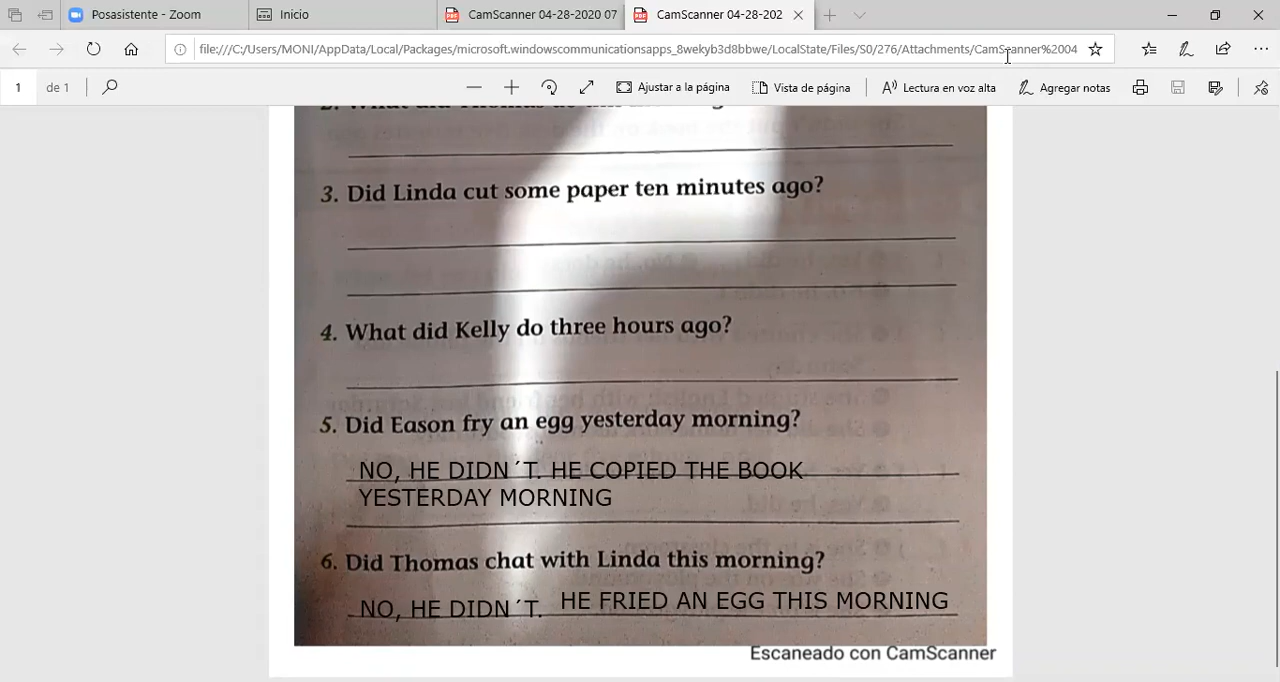 Posasistente - Zoom
Inicio
CamScanner 04-28-2020 07
CamScanner 04-28-202
file:///C:/Users/MONI/AppData/Local/Packages/microsoft.windowscommunicationsapps_8wekyb3d8bbwe/LocalState/Files/S0/276/Attachments/CamScanner%2004
1 de 1
Ajustar a la página
Vista de página
Lectura en voz alta
Agregar notas
3. Did Linda cut some paper ten minutes ago?
4. What did Kelly do three hours ago?
5. Did Eason fry an egg yesterday morning?
NO, HE DIDN´T. HE COPIED THE BOOK
YESTERDAY MORNING
6. Did Thomas chat with Linda this morning?
NO, HE DIDN´T. HE FRIED AN EGG THIS MORNING
Escaneado con CamScanner